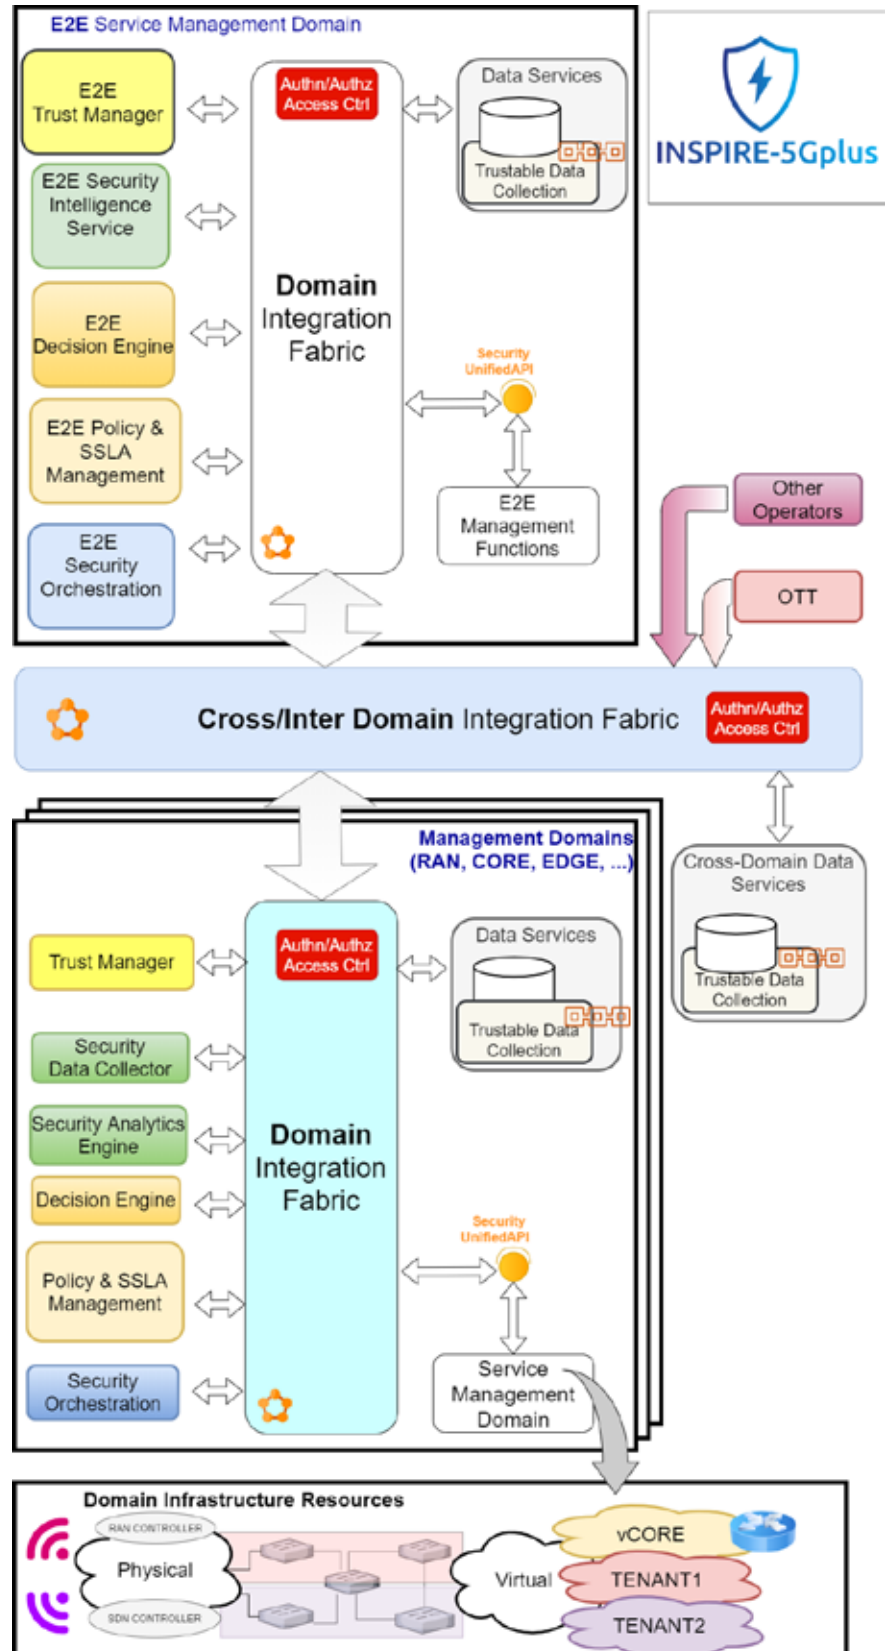 E2E Service Management Domain
E2E
Trust Manager
Authn/Authz
Access Ctrl
Data Services
Trustable Data
Collection
INSPIRE-5Gplus
E2E Security
Intelligence
Service
Domain
Integration
Fabric
E2E
Decision Engine
Security
UnifiedAPI
E2E Policy &
SSLA
Management
E2E
Management
Functions
E2E
Security
Orchestration
Other
Operators
OTT
Cross/Inter Domain Integration Fabric
Authn/Authz
Access Ctrl
Management Domains
(RAN, CORE, EDGE, ...)
Cross-Domain Data
Services
Trustable Data
Collection
Trust Manager
Authn/Authz
Access Ctrl
Data Services
Trustable Data
Collection
Security
Data Collector
Security Analytics
Engine
Domain
Integration
Fabric
Decision Engine
Security
UnifiedAPI
Policy & SSLA
Management
Security
Orchestration
Service
Management
Domain
Domain Infrastructure Resources
RAN CONTROLLER
Physical
SDN CONTROLLER
Virtual
vCORE
TENANT1
TENANT2